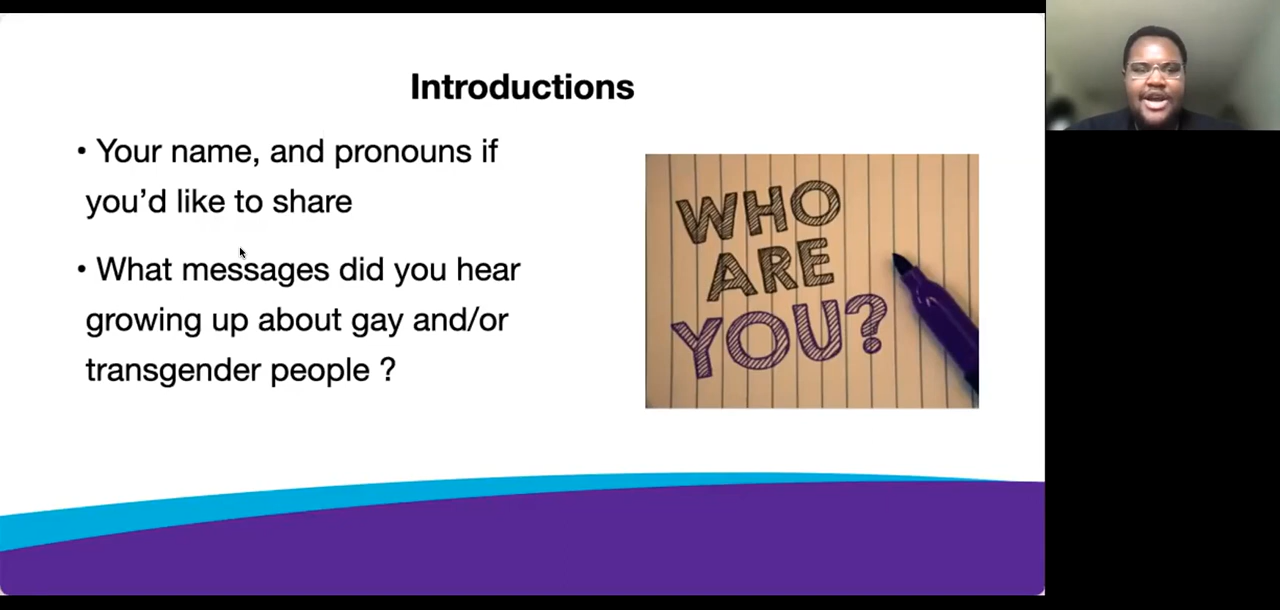 Introductions
• Your name, and pronouns if
you’d like to share
• What messages did you hear
growing up about gay and/or
transgender people ?
WHO
ARE
YOU?